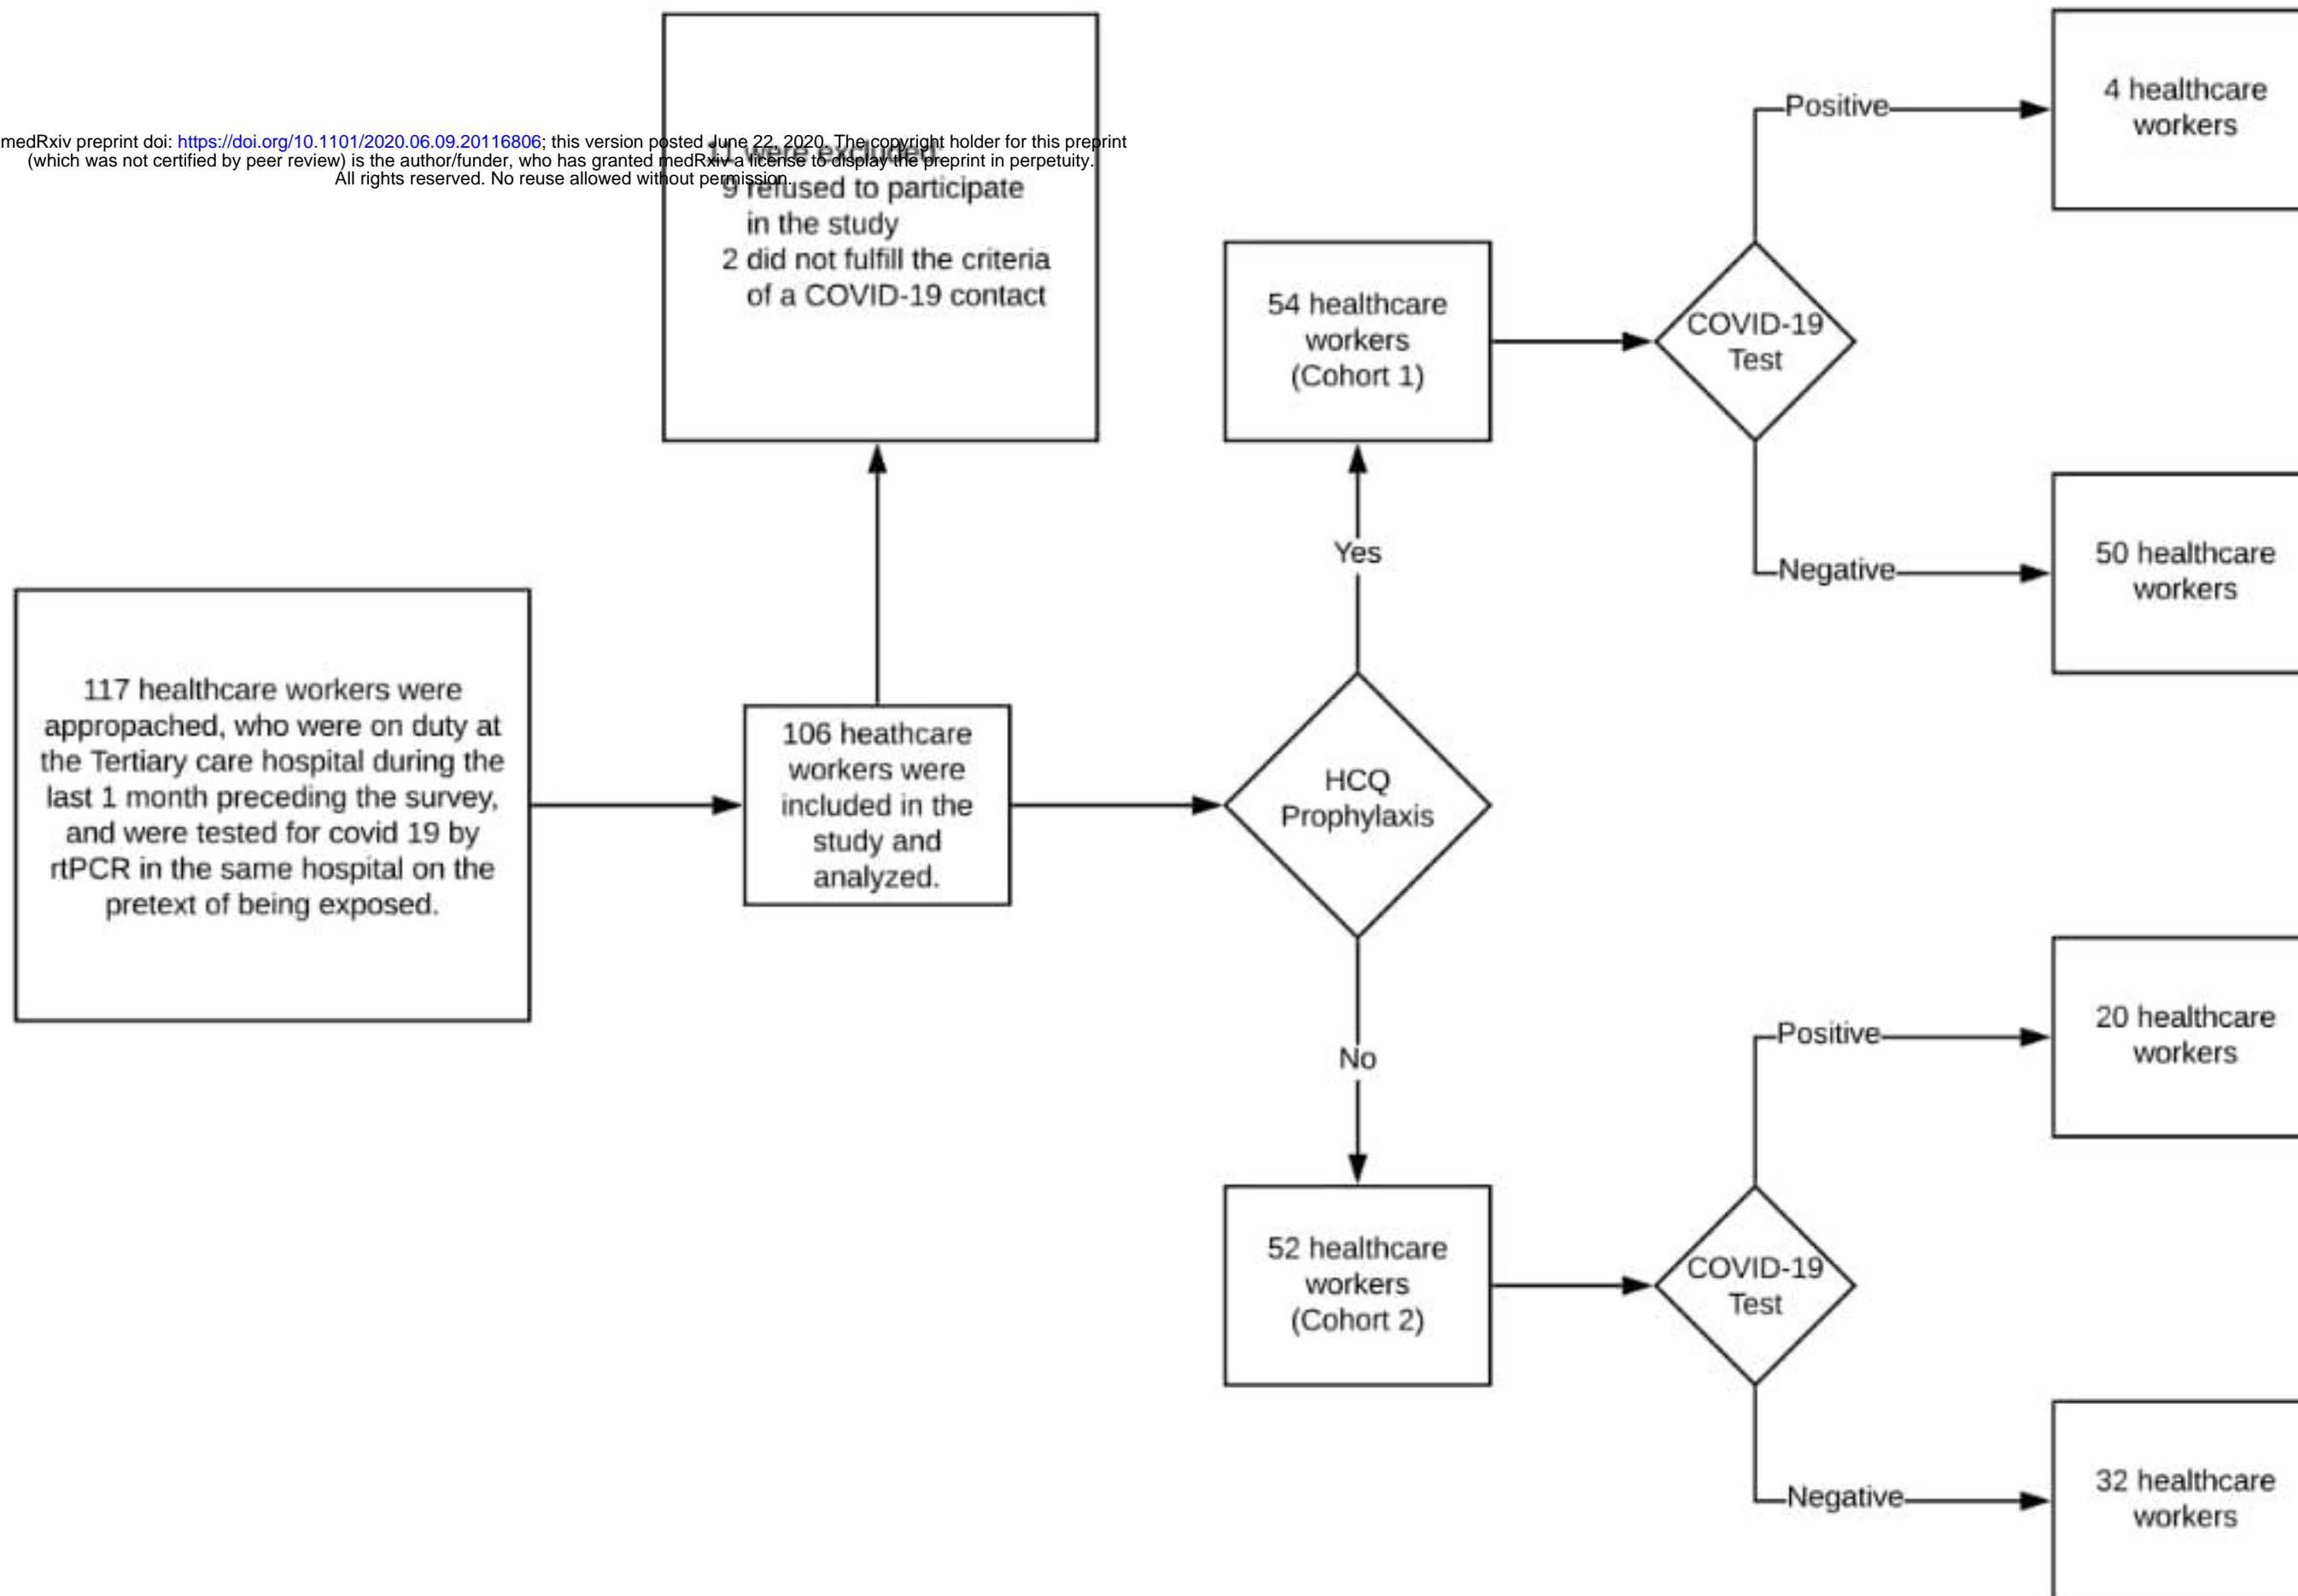 medRxiv preprint doi: https://doi.org/10.1101/2020.06.09.20116806; this version posted June 22, 2020. The copyright holder for this preprint
(which was not certified by peer review) is the author/funder, who has granted medRxiv a license to display the preprint in perpetuity.
All rights reserved. No reuse allowed without permission.
11 were excluded:
9 refused to participate
in the study
2 did not fulfill the criteria
of a COVID-19 contact
117 healthcare workers were
appropached, who were on duty at
the Tertiary care hospital during the
last 1 month preceding the survey,
and were tested for covid 19 by
rtPCR in the same hospital on the
pretext of being exposed.
106 heathcare
workers were
included in the
study and
analyzed.
HCQ
Prophylaxis
Yes
54 healthcare
workers
(Cohort 1)
COVID-19
Test
Positive
4 healthcare
workers
Negative
50 healthcare
workers
No
52 healthcare
workers
(Cohort 2)
COVID-19
Test
Positive
20 healthcare
workers
Negative
32 healthcare
workers